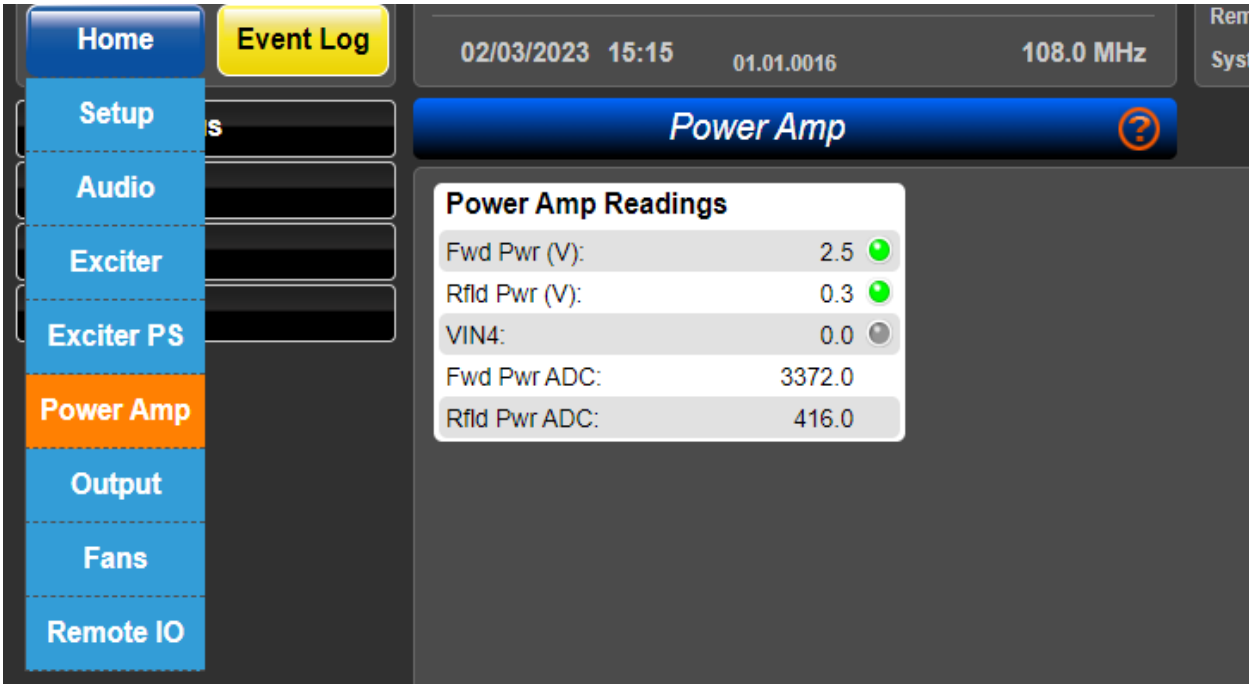 Home
Event Log
02/03/2023 15:15
01.01.0016
108.0 MHz
Setup
Audio
Exciter
Exciter PS
Power Amp
Output
Fans
Remote IO
Power Amp
?
Power Amp Readings
Fwd Pwr (V): 2.5
Rfld Pwr (V): 0.3
VIN4: 0.0
Fwd Pwr ADC: 3372.0
Rfld Pwr ADC: 416.0